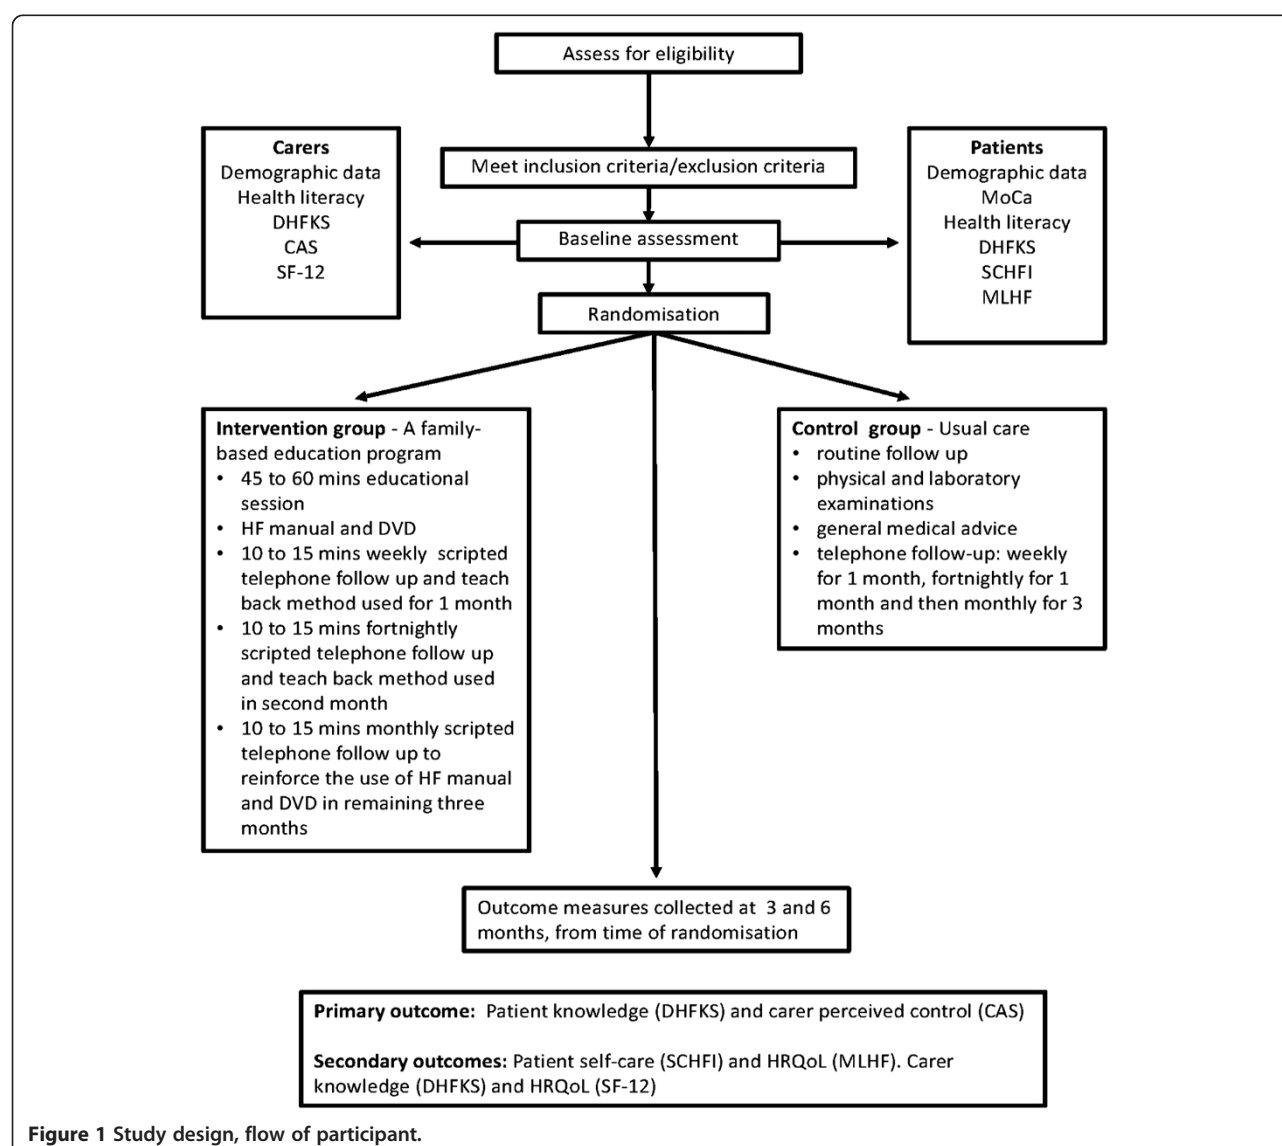 Assess for eligibility
Meet inclusion criteria/exclusion criteria
Carers
Demographic data
Health literacy
DHFKS
CAS
SF-12
Baseline assessment
Patients
Demographic data
MoCa
Health literacy
DHFKS
SCHFI
MLHF
Randomisation
Intervention group - A family-
based education program
• 45 to 60 mins educational
session
• HF manual and DVD
• 10 to 15 mins weekly scripted
telephone follow up and teach
back method used for 1 month
• 10 to 15 mins fortnightly
scripted telephone follow up
and teach back method used
in second month
• 10 to 15 mins monthly scripted
telephone follow up to
reinforce the use of HF manual
and DVD in remaining three
months
Control group - Usual care
• routine follow up
• physical and laboratory
examinations
• general medical advice
• telephone follow-up: weekly
for 1 month, fortnightly for 1
month and then monthly for 3
months
Outcome measures collected at 3 and 6
months, from time of randomisation
Primary outcome: Patient knowledge (DHFKS) and carer perceived control (CAS)
Secondary outcomes: Patient self-care (SCHFI) and HRQoL (MLHF). Carer
knowledge (DHFKS) and HRQoL (SF-12)
Figure 1 Study design, flow of participant.